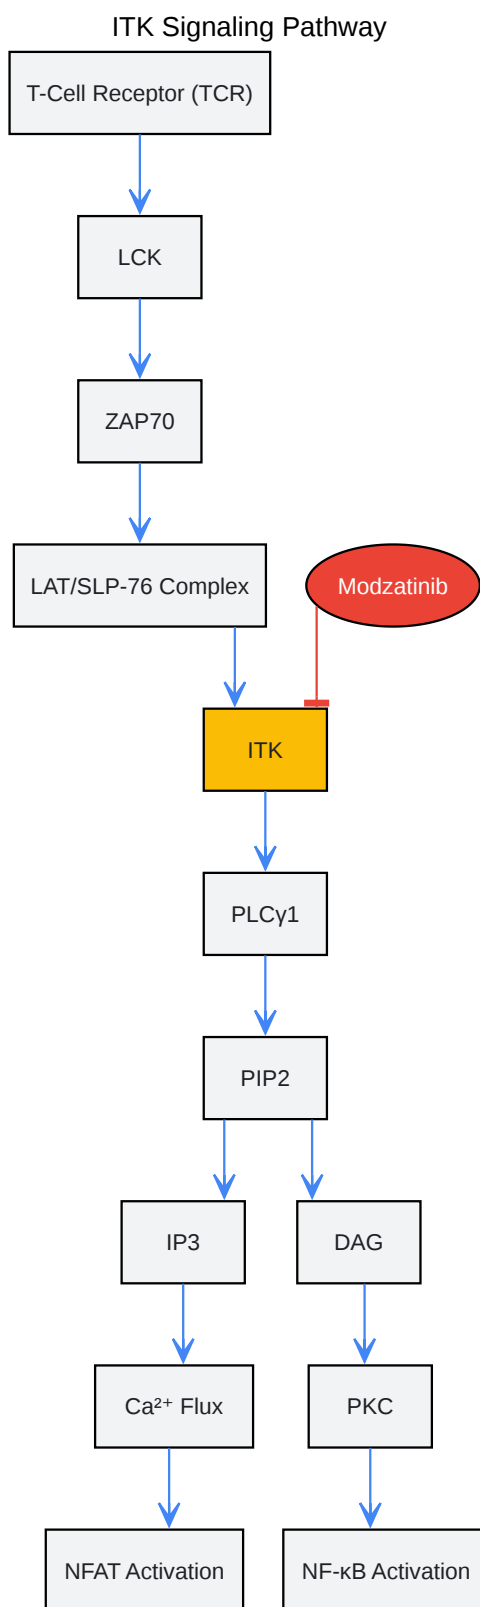 ITK Signaling Pathway
T-Cell Receptor (TCR)
LCK
ZAP70
LAT/SLP-76 Complex
Modzatinib
ITK
PLCγ1
PIP2
IP3
DAG
Ca²⁺ Flux
PKC
NFAT Activation
NF-κB Activation